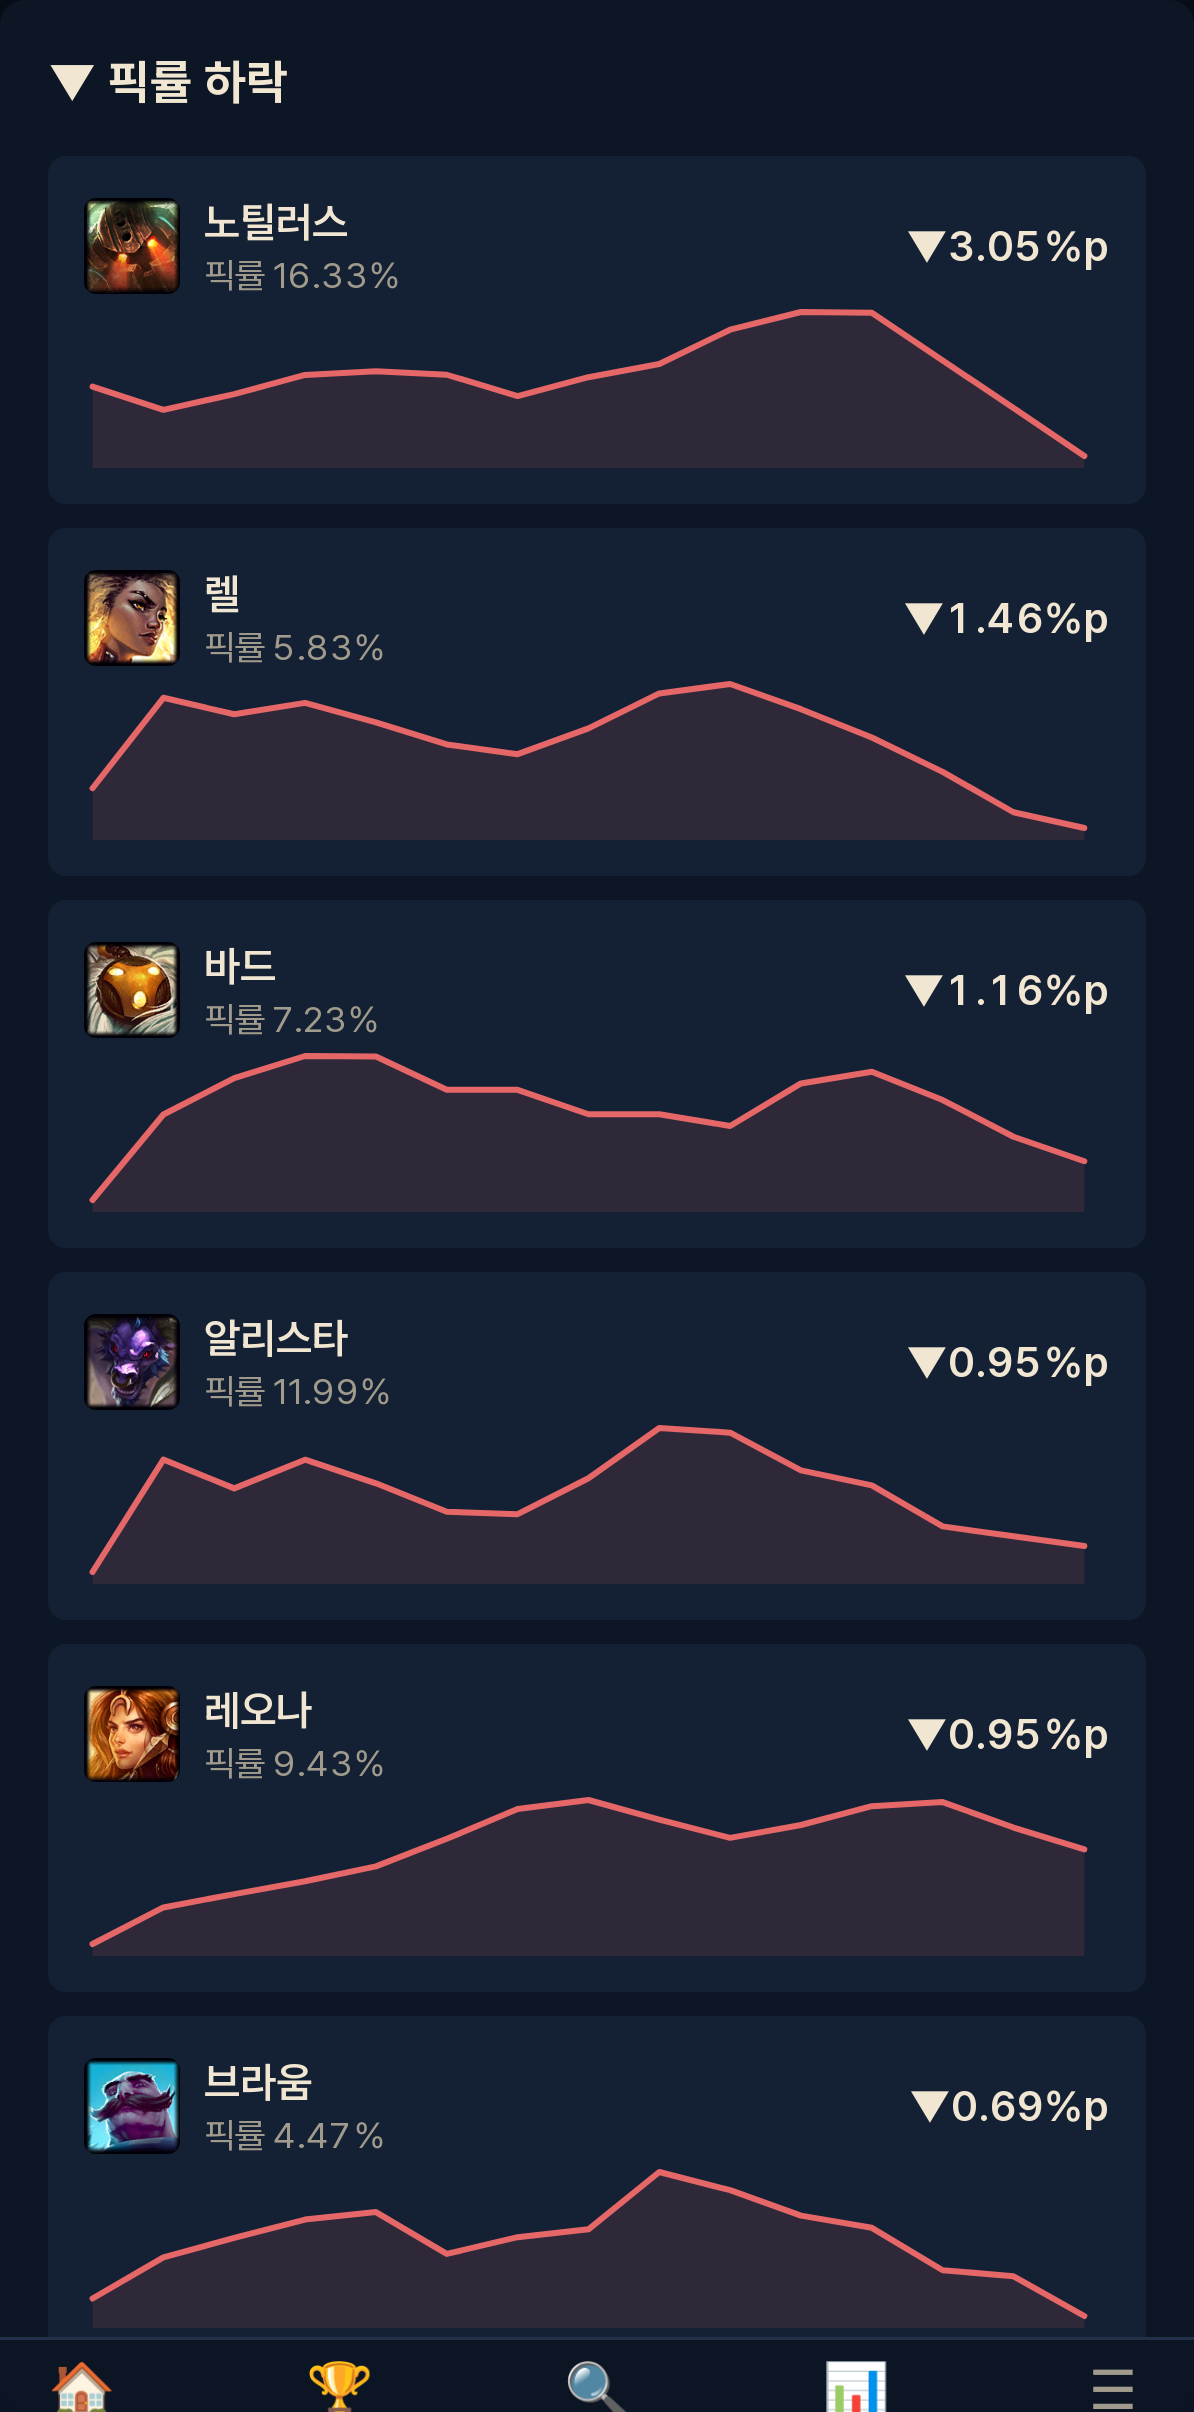 ▼ 픽률 하락
노틸러스
픽률 16.33%
▼3.05%p
렐
픽률 5.83%
▼1.46%p
바드
픽률 7.23%
▼1.16%p
알리스타
픽률 11.99%
▼0.95%p
레오나
픽률 9.43%
▼0.95%p
브라움
픽률 4.47%
▼0.69%p